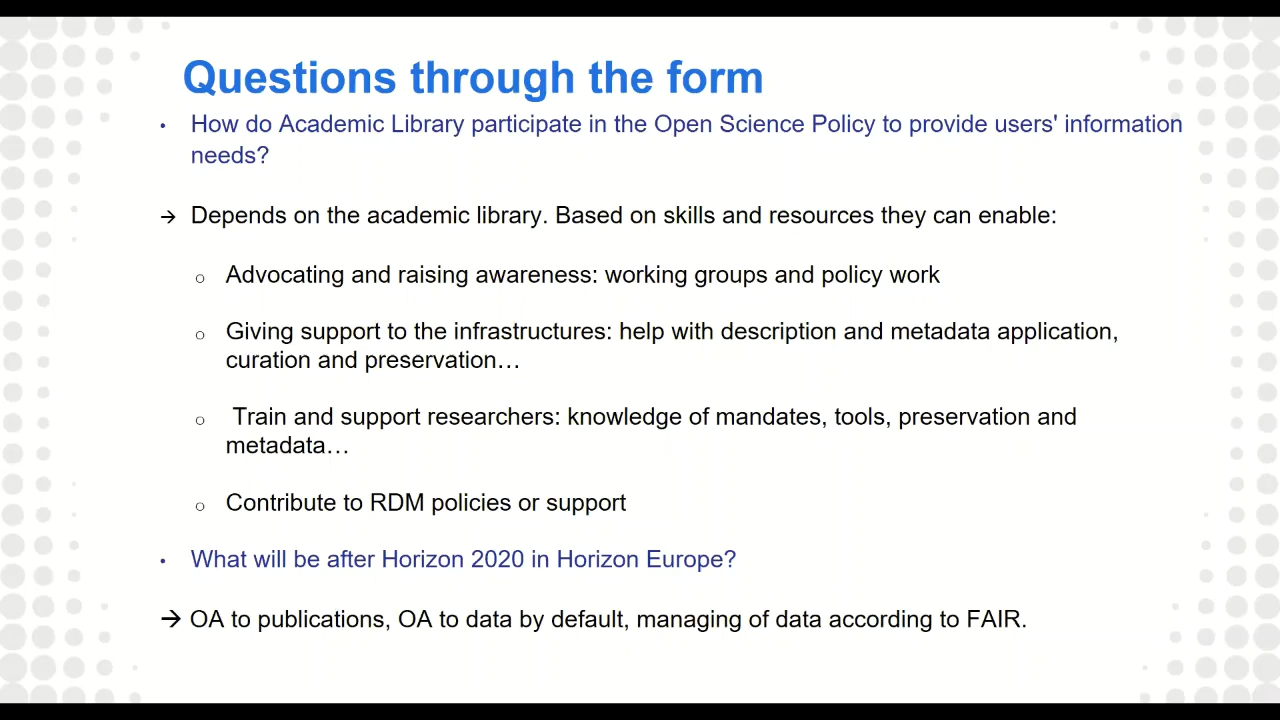 Questions through the form
• How do Academic Library participate in the Open Science Policy to provide users' information
needs?
→ Depends on the academic library. Based on skills and resources they can enable:
○ Advocating and raising awareness: working groups and policy work
○ Giving support to the infrastructures: help with description and metadata application,
curation and preservation…
○ Train and support researchers: knowledge of mandates, tools, preservation and
metadata…
○ Contribute to RDM policies or support
• What will be after Horizon 2020 in Horizon Europe?
→ OA to publications, OA to data by default, managing of data according to FAIR.